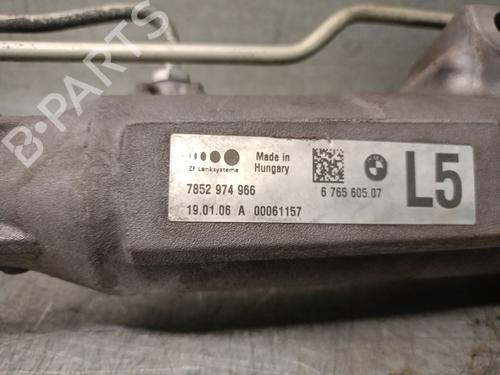 B-PARTS
ZF Lenksysteme
Made in
Hungary
7852 974 966
6 765 605.07
19.01.06 A 00061157
L5